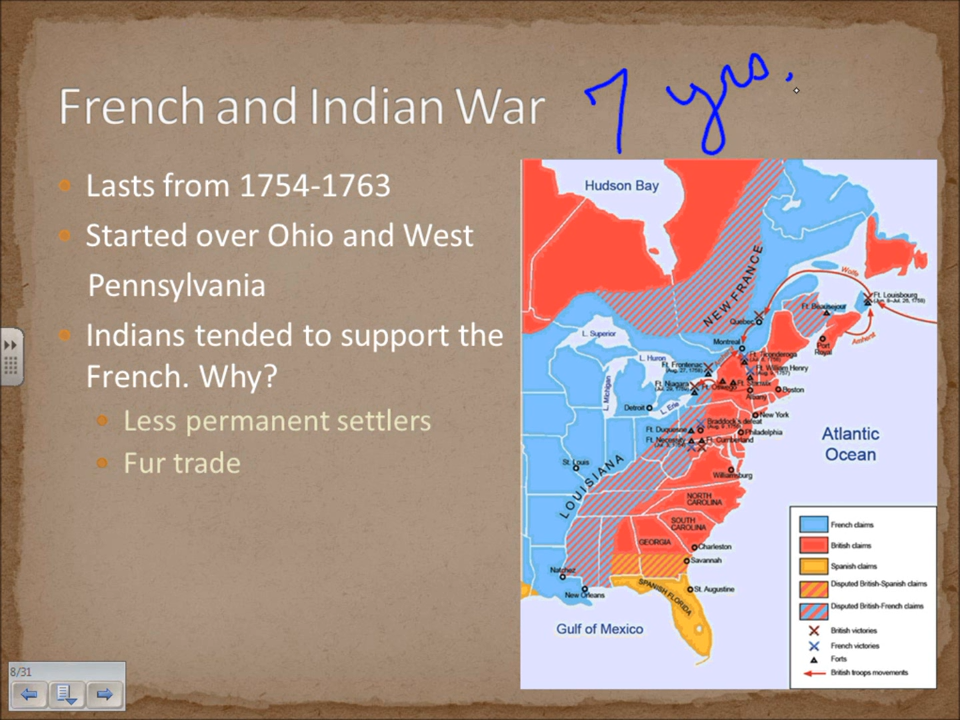 French and Indian War
7 yrs.
Lasts from 1754-1763
Started over Ohio and West
Pennsylvania
Indians tended to support the
French. Why?
Less permanent settlers
Fur trade
Hudson Bay
NEW FRANCE
Wolfe
Ft. Louisbourg
Ft. Beausejour
Quebec
Amherst
Port
Royal
Montreal
L. Superior
L. Huron
L. Michigan
Ft. Frontenac
Ft. Ticonderoga
Ft. William Henry
Ft. Niagara
Ft. Oswego
Albany
Boston
L. Erie
Detroit
New York
Braddock's defeat
Ft. Duquesne
Philadelphia
Ft. Necessity
Ft. Cumberland
Atlantic
Ocean
St. Louis
LOUISIANA
Williamsburg
NORTH
CAROLINA
SOUTH
CAROLINA
GEORGIA
Charleston
Savannah
Natchez
New Orleans
SPANISH FLORIDA
St. Augustine
Gulf of Mexico
French claims
British claims
Spanish claims
Disputed British-Spanish claims
Disputed British-French claims
British victories
French victories
Forts
British troops movements
8/31